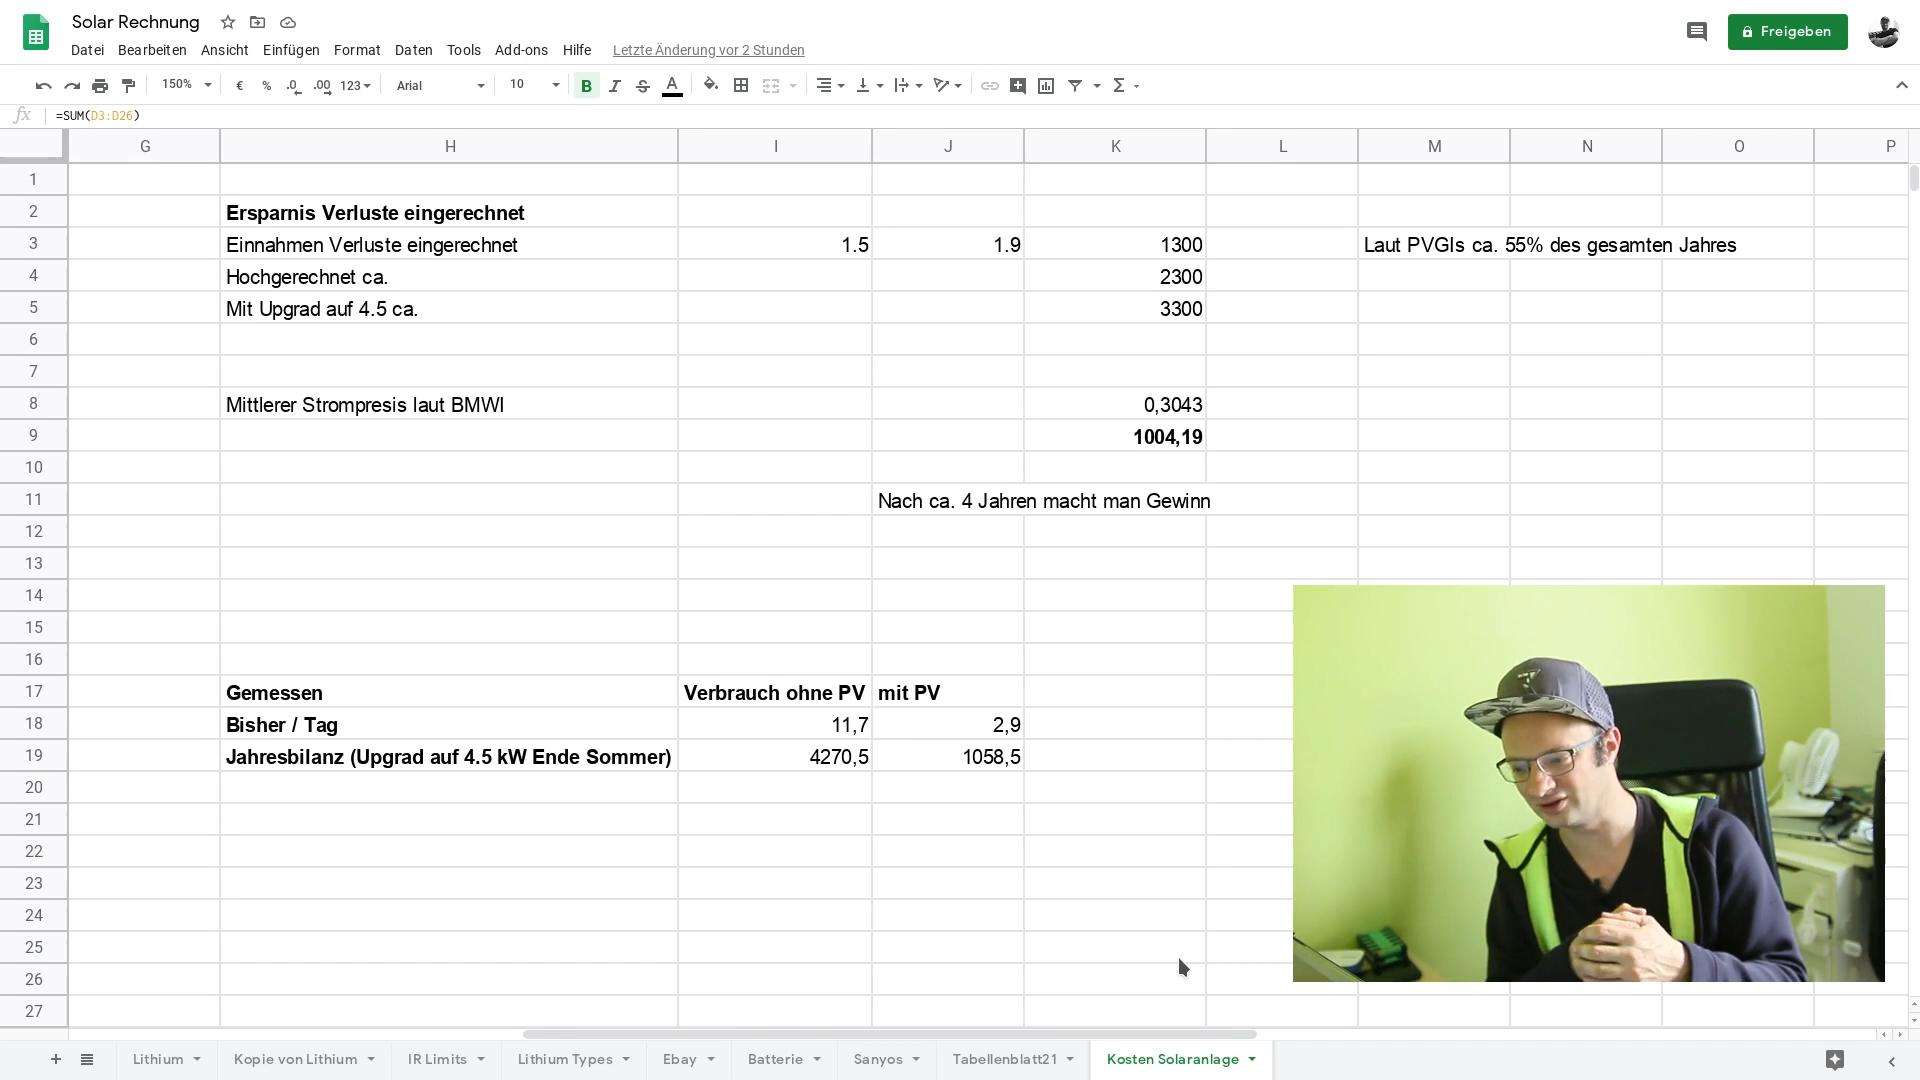 Solar Rechnung
Datei Bearbeiten Ansicht Einfügen Format Daten Tools Add-ons Hilfe Letzte Änderung vor 2 Stunden
Freigeben
150% € % .0 .00 123 Arial 10 B I S A Σ
fx =SUM(D3:D26)
G H I J K L M N O P
1
2 Ersparnis Verluste eingerechnet
3 Einnahmen Verluste eingerechnet 1.5 1.9 1300 Laut PVGIs ca. 55% des gesamten Jahres
4 Hochgerechnet ca. 2300
5 Mit Upgrad auf 4.5 ca. 3300
6
7
8 Mittlerer Strompresis laut BMWI 0,3043
9 1004,19
10
11 Nach ca. 4 Jahren macht man Gewinn
12
13
14
15
16
17 Gemessen Verbrauch ohne PV mit PV
18 Bisher / Tag 11,7 2,9
19 Jahresbilanz (Upgrad auf 4.5 kW Ende Sommer) 4270,5 1058,5
20
21
22
23
24
25
26
27
+ Lithium Kopie von Lithium IR Limits Lithium Types Ebay Batterie Sanyos Tabellenblatt21 Kosten Solaranlage